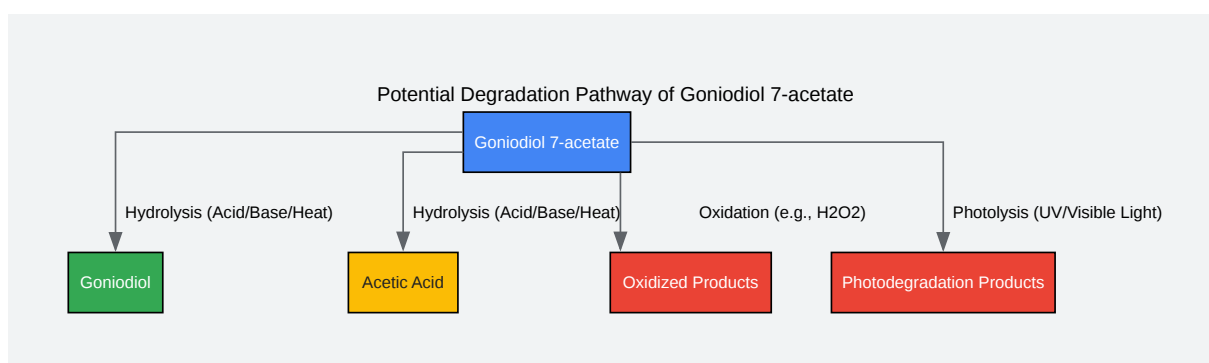 Potential Degradation Pathway of Goniodiol 7-acetate
Goniodiol 7-acetate
Hydrolysis (Acid/Base/Heat)
Hydrolysis (Acid/Base/Heat)
Oxidation (e.g., H2O2)
Photolysis (UV/Visible Light)
Goniodiol
Acetic Acid
Oxidized Products
Photodegradation Products